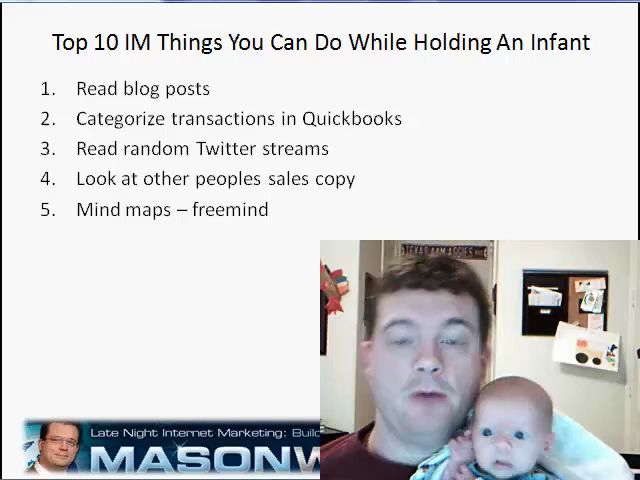 Top 10 IM Things You Can Do While Holding An Infant
1. Read blog posts
2. Categorize transactions in Quickbooks
3. Read random Twitter streams
4. Look at other peoples sales copy
5. Mind maps – freemind
TEXAS A&M AGGIES
LATE NIGHT INTERNET MARKETING: BUIL
MASONW